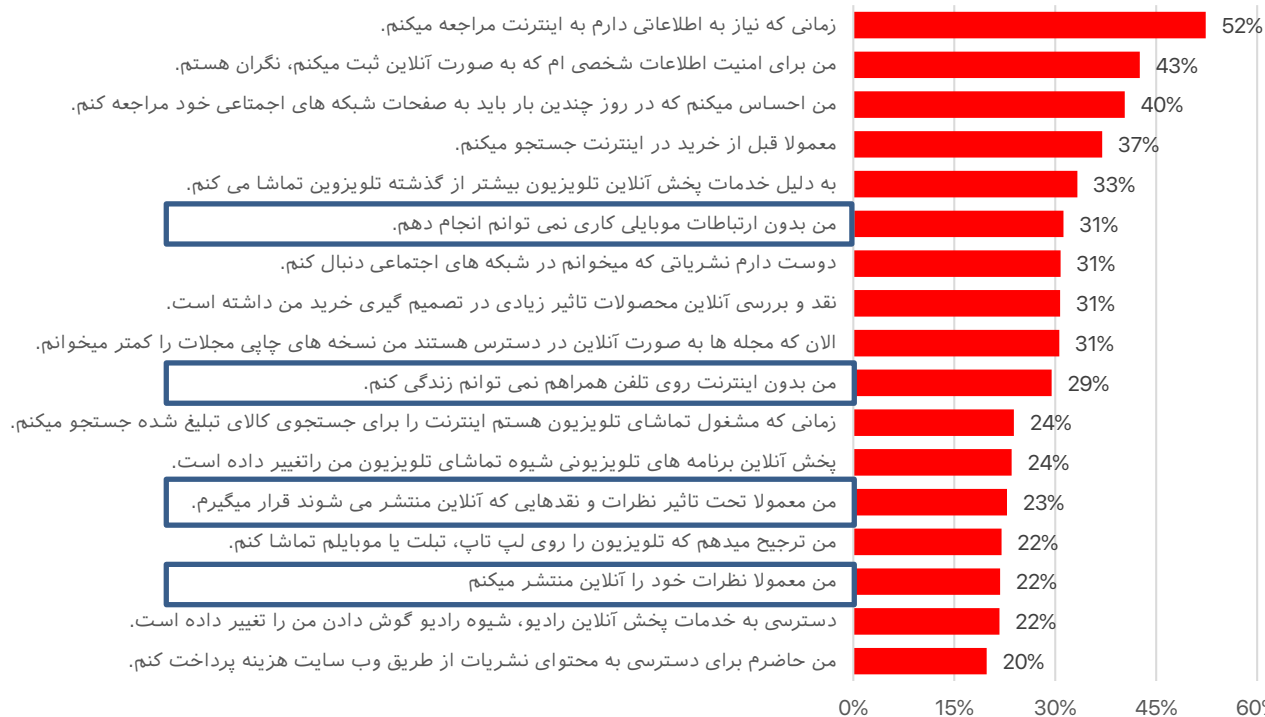 زمانی که نیاز به اطلاعاتی دارم به اینترنت مراجعه میکنم. 52%
من برای امنیت اطلاعات شخصی ام که به صورت آنلاین ثبت میکنم، نگران هستم. 43%
من احساس میکنم که در روز چندین بار باید به صفحات شبکه های اجمتاعی خود مراجعه کنم. 40%
معمولا قبل از خرید در اینترنت جستجو میکنم. 37%
به دلیل خدمات پخش آنلاین تلویزیون بیشتر از گذشته تلویزوین تماشا می کنم. 33%
من بدون ارتباطات موبایلی کاری نمی توانم انجام دهم. 31%
دوست دارم نشریاتی که میخوانم در شبکه های اجتماعی دنبال کنم. 31%
نقد و بررسی آنلاین محصولات تاثیر زیادی در تصمیم گیری خرید من داشته است. 31%
الان که مجله ها به صورت آنلاین در دسترس هستند من نسخه های چاپی مجلات را کمتر میخوانم. 31%
من بدون اینترنت روی تلفن همراهم نمی توانم زندگی کنم. 29%
زمانی که مشغول تماشای تلویزیون هستم اینترنت را برای جستجوی کالای تبلیغ شده جستجو میکنم. 24%
پخش آنلاین برنامه های تلویزیونی شیوه تماشای تلویزیون من راتغییر داده است. 24%
من معمولا تحت تاثیر نظرات و نقدهایی که آنلاین منتشر می شوند قرار میگیرم. 23%
من ترجیح میدهم که تلویزیون را روی لپ تاپ، تبلت یا موبایلم تماشا کنم. 22%
من معمولا نظرات خود را آنلاین منتشر میکنم 22%
دسترسی به خدمات پخش آنلاین رادیو، شیوه رادیو گوش دادن من را تغییر داده است. 22%
من حاضرم برای دسترسی به محتوای نشریات از طریق وب سایت هزینه پرداخت کنم. 20%
0% 15% 30% 45% 60%